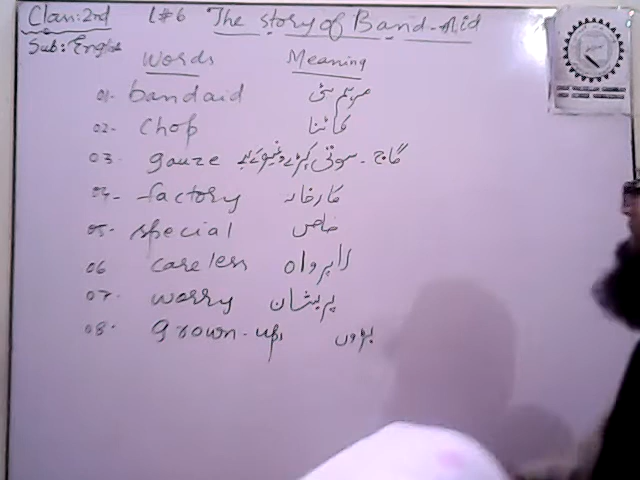 Class: 2nd L#6 The story of Band-Aid
Sub: English
Words Meaning
01- bandaid مرہم پٹی
02- chop کاٹنا
03- gauze گاج - سوتی کپڑے
04- factory کارخانہ
05- special خاص
06 careless لاپرواہ
07- worry پریشان
08- grown-ups بڑوں